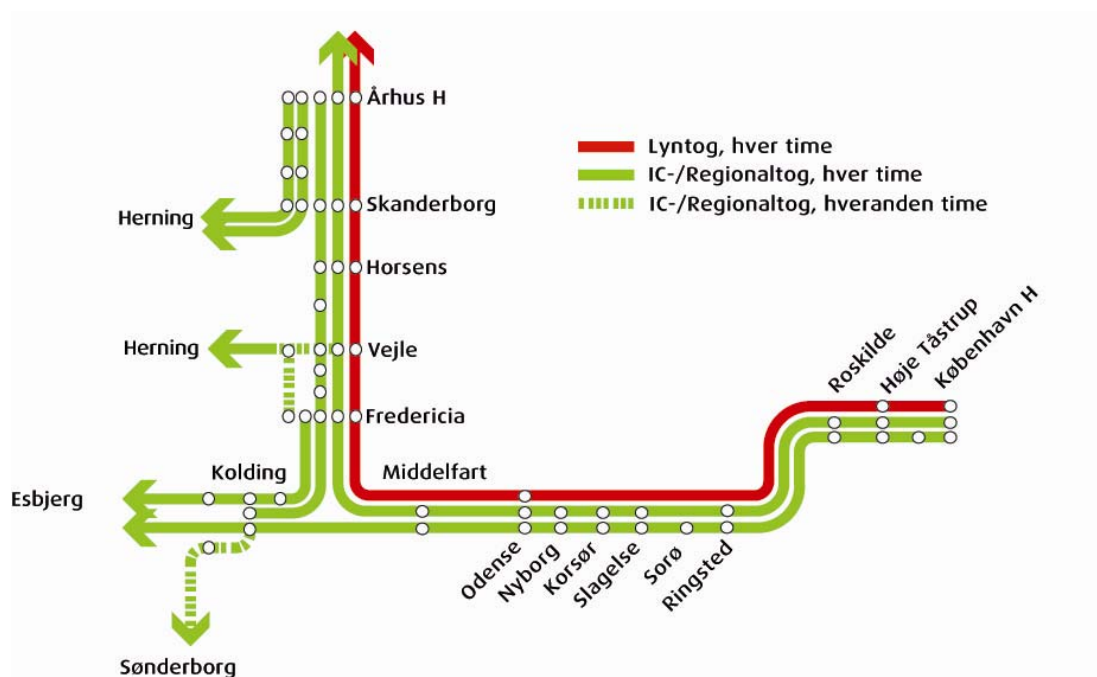 Århus H
Lyntog, hver time
IC-/Regionaltog, hver time
IC-/Regionaltog, hveranden time
Herning
Skanderborg
Horsens
Herning
Vejle
Roskilde
Høje Tåstrup
København H
Fredericia
Kolding
Middelfart
Esbjerg
Odense
Nyborg
Korsør
Slagelse
Sorø
Ringsted
Sønderborg